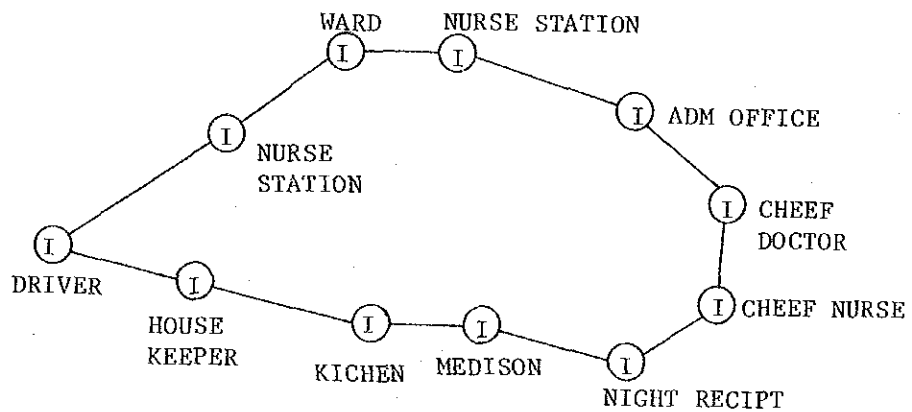 WARD
NURSE STATION
I
I
I
ADM OFFICE
I
NURSE
STATION
I
CHEEF
DOCTOR
I
DRIVER
I
HOUSE
KEEPER
I
CHEEF NURSE
I
KICHEN
I
MEDISON
I
NIGHT RECIPT